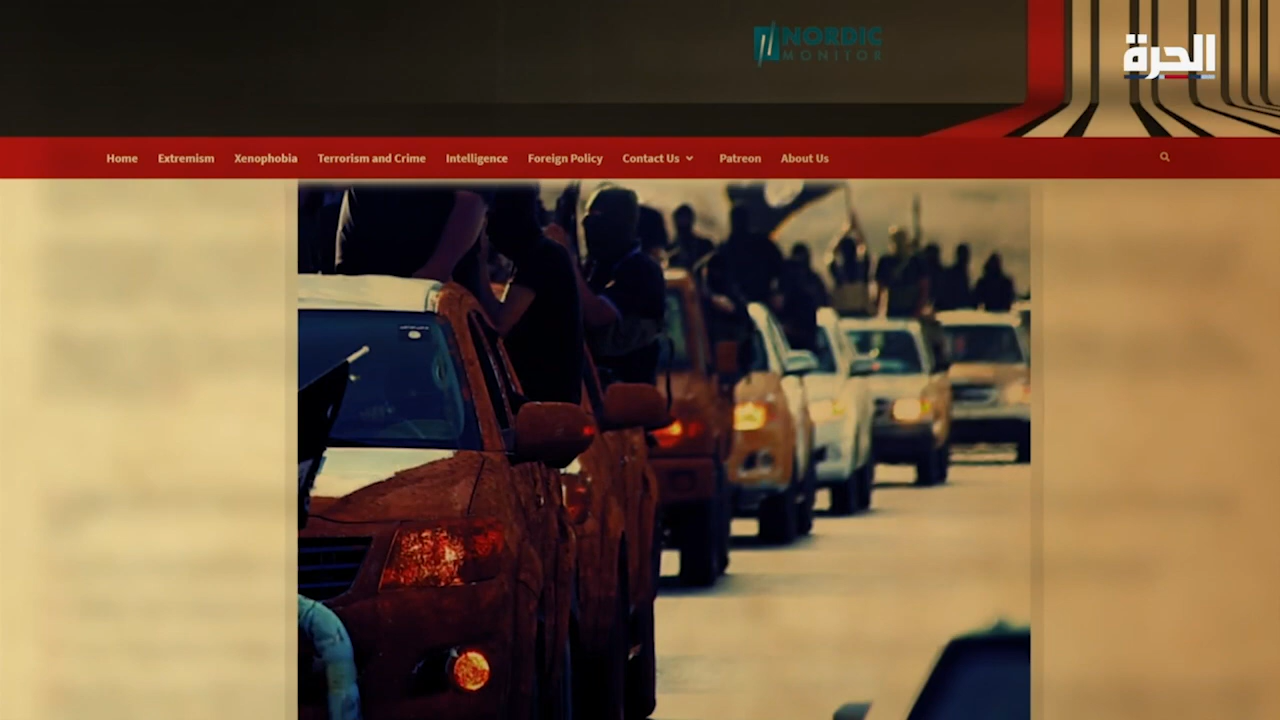 NORDIC
MONITOR
الحرة
Home Extremism Xenophobia Terrorism and Crime Intelligence Foreign Policy Contact Us Patreon About Us